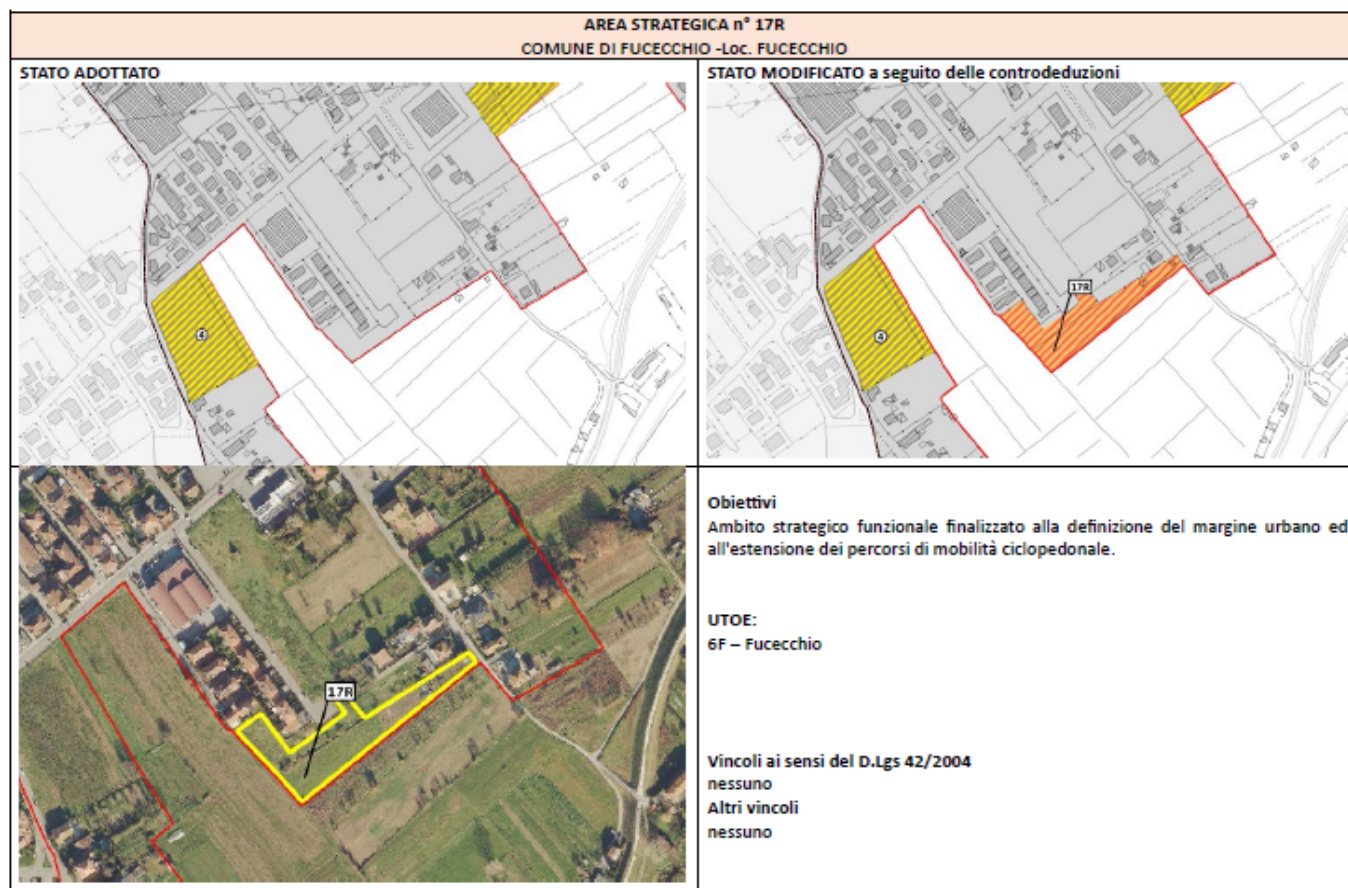 AREA STRATEGICA n° 17R
COMUNE DI FUCECCHIO -Loc. FUCECCHIO
STATO ADOTTATO
STATO MODIFICATO a seguito delle controdeduzioni
4
17R
4
17R
Obiettivi
Ambito strategico funzionale finalizzato alla definizione del margine urbano ed
all'estensione dei percorsi di mobilità ciclopedonale.
UTOE:
6F – Fucecchio
Vincoli ai sensi del D.Lgs 42/2004
nessuno
Altri vincoli
nessuno